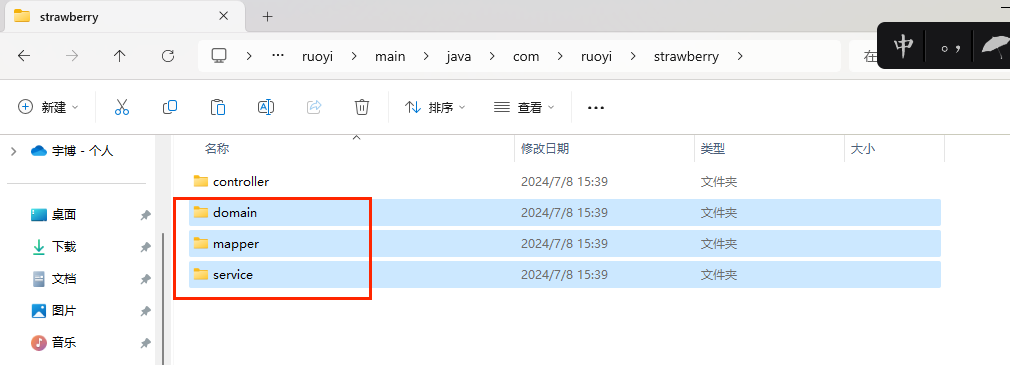 strawberry
中 。，
… ruoyi main java com ruoyi strawberry 在
新建 排序 查看 …
宇博 - 个人
名称 修改日期 类型 大小
controller 2024/7/8 15:39 文件夹
domain 2024/7/8 15:39 文件夹
mapper 2024/7/8 15:39 文件夹
service 2024/7/8 15:39 文件夹
桌面
下载
文档
图片
音乐